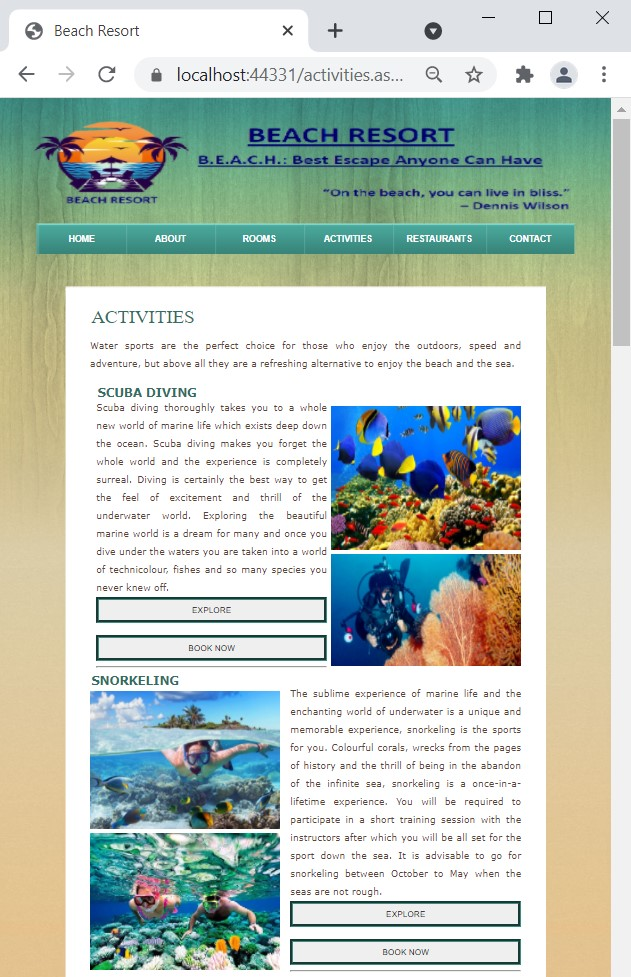 Beach Resort
localhost:44331/activities.as...
BEACH RESORT
B.E.A.C.H.: Best Escape Anyone Can Have
BEACH RESORT
“On the beach, you can live in bliss.”
– Dennis Wilson
HOME ABOUT ROOMS ACTIVITIES RESTAURANTS CONTACT
ACTIVITIES
Water sports are the perfect choice for those who enjoy the outdoors, speed and
adventure, but above all they are a refreshing alternative to enjoy the beach and the sea.
SCUBA DIVING
Scuba diving thoroughly takes you to a whole
new world of marine life which exists deep down
the ocean. Scuba diving makes you forget the
whole world and the experience is completely
surreal. Diving is certainly the best way to get
the feel of excitement and thrill of the
underwater world. Exploring the beautiful
marine world is a dream for many and once you
dive under the waters you are taken into a world
of technicolour, fishes and so many species you
never knew off.
EXPLORE
BOOK NOW
SNORKELING
The sublime experience of marine life and the
enchanting world of underwater is a unique and
memorable experience, snorkeling is the sports
for you. Colourful corals, wrecks from the pages
of history and the thrill of being in the abandon
of the infinite sea, snorkeling is a once-in-a-
lifetime experience. You will be required to
participate in a short training session with the
instructors after which you will be all set for the
sport down the sea. It is advisable to go for
snorkeling between October to May when the
seas are not rough.
EXPLORE
BOOK NOW